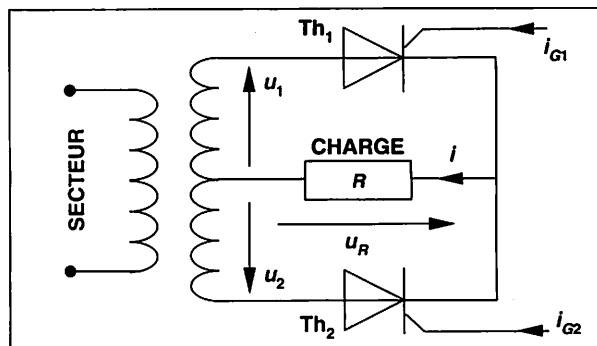 Th1
iG1
u1
SECTEUR
CHARGE
R
i
uR
u2
Th2
iG2